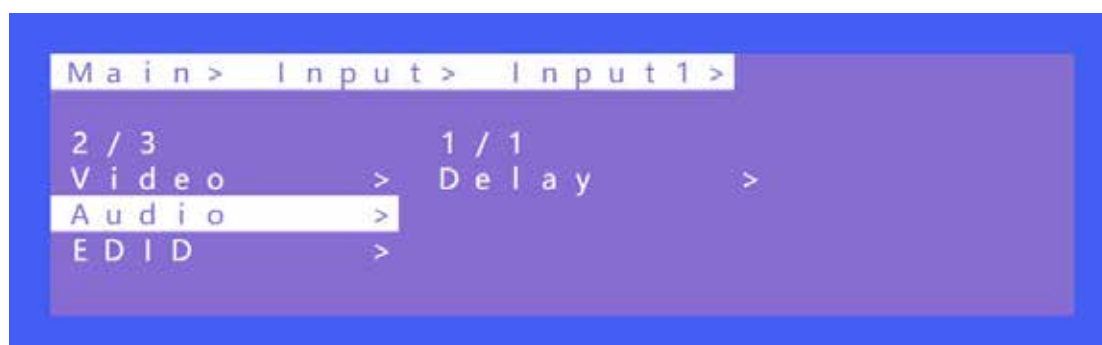 Main> Input> Input1>
2/3 1/1
Video > Delay >
Audio >
EDID >